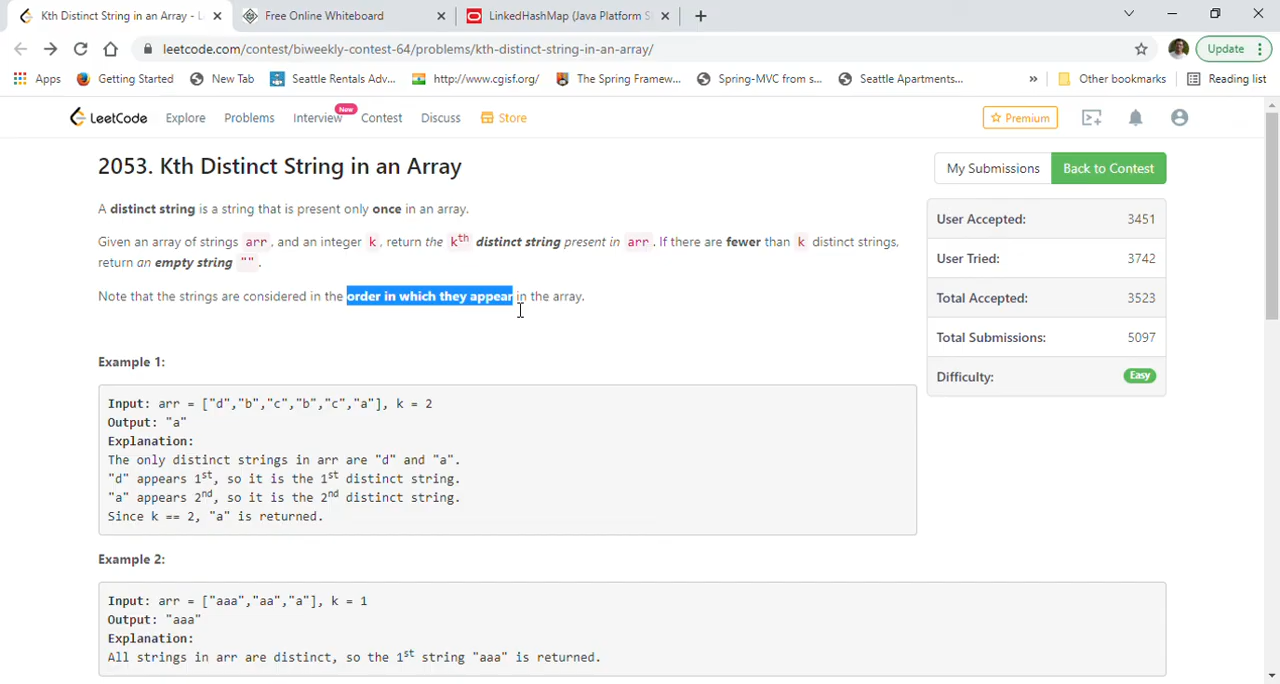 Kth Distinct String in an Array - L
Free Online Whiteboard
LinkedHashMap (Java Platform S
leetcode.com/contest/biweekly-contest-64/problems/kth-distinct-string-in-an-array/
Update
Apps
Getting Started
New Tab
Seattle Rentals Adv...
http://www.cgisf.org/
The Spring Framew...
Spring-MVC from s...
Seattle Apartments...
»
Other bookmarks
Reading list
LeetCode
Explore
Problems
Interview
New
Contest
Discuss
Store
Premium
2053. Kth Distinct String in an Array
My Submissions
Back to Contest
A distinct string is a string that is present only once in an array.
Given an array of strings arr, and an integer k, return the kth distinct string present in arr. If there are fewer than k distinct strings,
return an empty string "".
Note that the strings are considered in the order in which they appear in the array.
User Accepted: 3451
User Tried: 3742
Total Accepted: 3523
Total Submissions: 5097
Difficulty: Easy
Example 1:
Input: arr = ["d","b","c","b","c","a"], k = 2
Output: "a"
Explanation:
The only distinct strings in arr are "d" and "a".
"d" appears 1st, so it is the 1st distinct string.
"a" appears 2nd, so it is the 2nd distinct string.
Since k == 2, "a" is returned.
Example 2:
Input: arr = ["aaa","aa","a"], k = 1
Output: "aaa"
Explanation:
All strings in arr are distinct, so the 1st string "aaa" is returned.